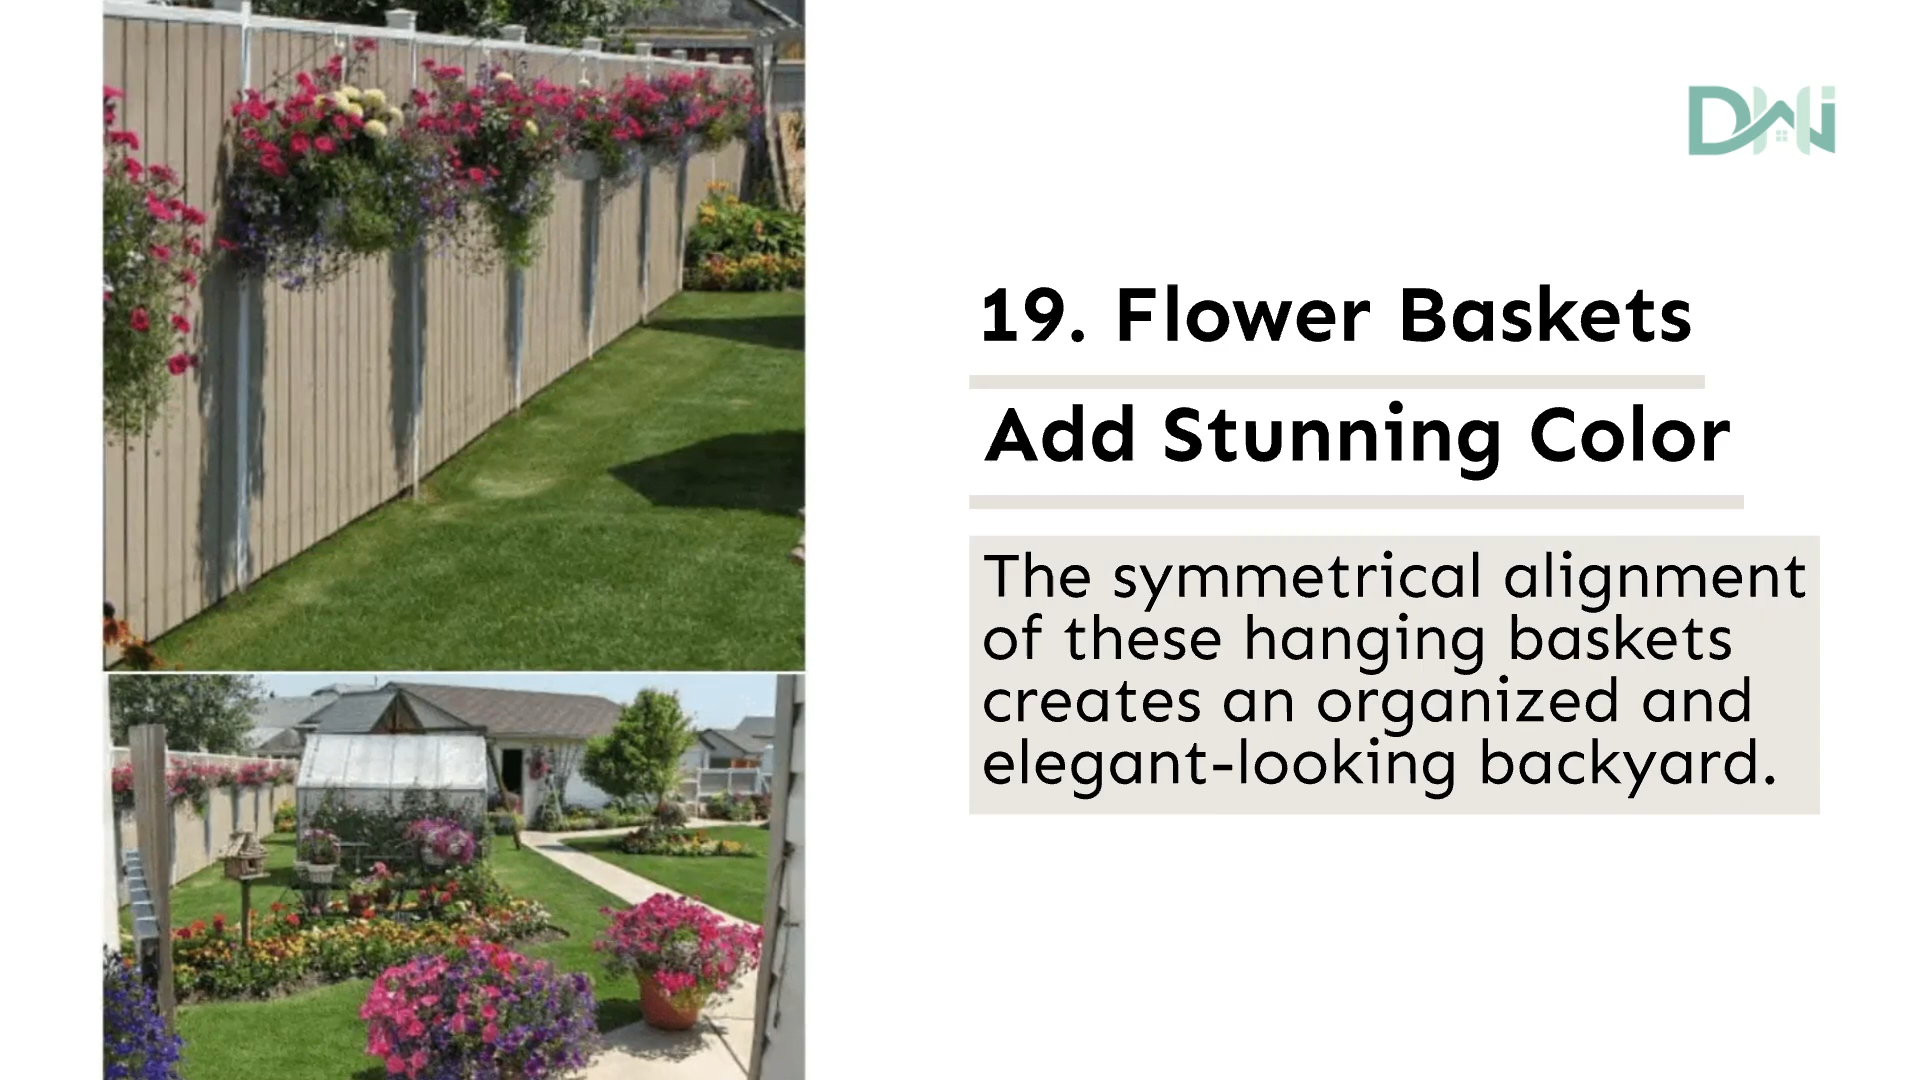 DWI
19. Flower Baskets
Add Stunning Color
The symmetrical alignment
of these hanging baskets
creates an organized and
elegant-looking backyard.